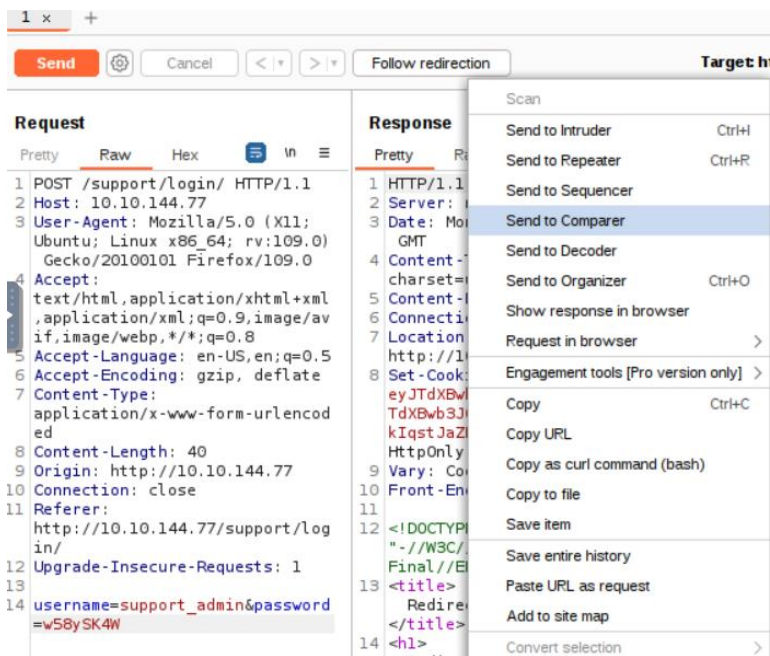 1 × +
Send Cancel < > Follow redirection Target:
Request
Pretty Raw Hex \n
1 POST /support/login/ HTTP/1.1
2 Host: 10.10.144.77
3 User-Agent: Mozilla/5.0 (X11;
Ubuntu; Linux x86_64; rv:109.0)
Gecko/20100101 Firefox/109.0
4 Accept:
text/html,application/xhtml+xml
,application/xml;q=0.9,image/av
if,image/webp,*/*;q=0.8
5 Accept-Language: en-US,en;q=0.5
6 Accept-Encoding: gzip, deflate
7 Content-Type:
application/x-www-form-urlencod
ed
8 Content-Length: 40
9 Origin: http://10.10.144.77
10 Connection: close
11 Referer:
http://10.10.144.77/support/log
in/
12 Upgrade-Insecure-Requests: 1
13
14 username=support_admin&password
=w58ySK4W
Response
Pretty
1 HTTP/1.1
2 Server:
3 Date: Mo
GMT
4 Content-
charset=
5 Content-
6 Connecti
7 Location
http://1
8 Set-Cook
eyJTdXBw
TdXBwb3J
kIqstJaZ
HttpOnly
9 Vary: Co
10 Front-En
11
12 <!DOCTYP
"-//W3C/
Final//E
13 <title>
Redire
</title>
14 <h1>
Scan
Send to Intruder Ctrl+I
Send to Repeater Ctrl+R
Send to Sequencer
Send to Comparer
Send to Decoder
Send to Organizer Ctrl+O
Show response in browser
Request in browser >
Engagement tools [Pro version only] >
Copy Ctrl+C
Copy URL
Copy as curl command (bash)
Copy to file
Save item
Save entire history
Paste URL as request
Add to site map
Convert selection >